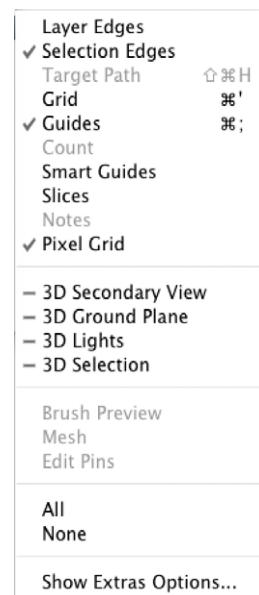 Layer Edges
✓ Selection Edges
Target Path ⇧⌘H
Grid ⌘'
✓ Guides ⌘;
Count
Smart Guides
Slices
Notes
✓ Pixel Grid
– 3D Secondary View
– 3D Ground Plane
– 3D Lights
– 3D Selection
Brush Preview
Mesh
Edit Pins
All
None
Show Extras Options...